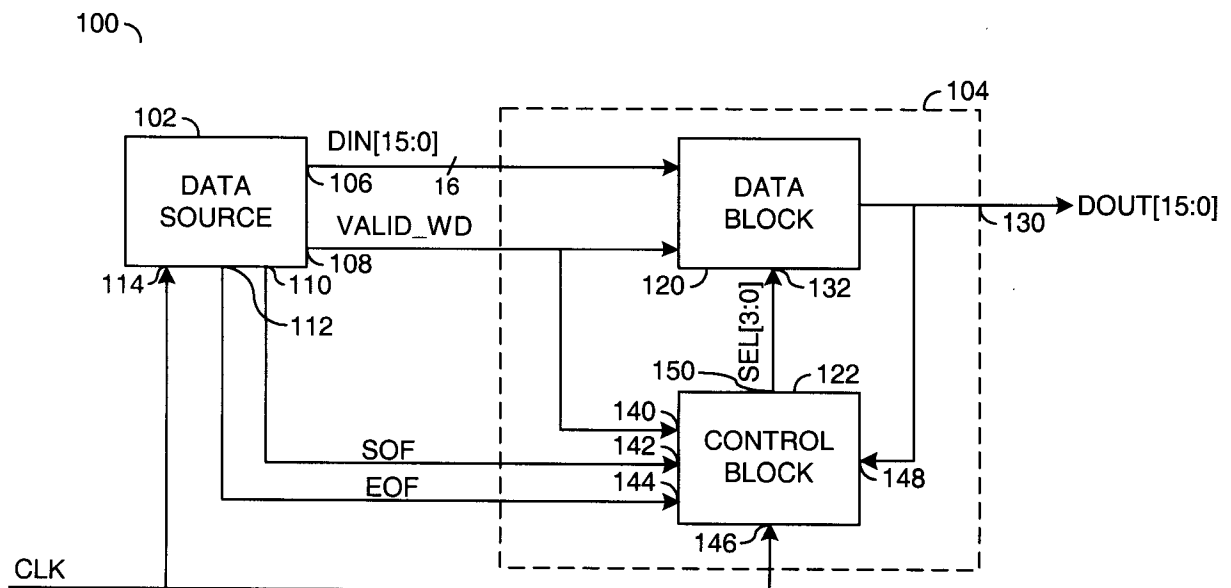 100
104
102
DIN[15:0]
16
106
DATA
SOURCE
VALID_WD
108
DATA
BLOCK
DOUT[15:0]
130
114
110
112
120
132
SEL[3:0]
150
122
140
142
144
CONTROL
BLOCK
148
SOF
EOF
146
CLK